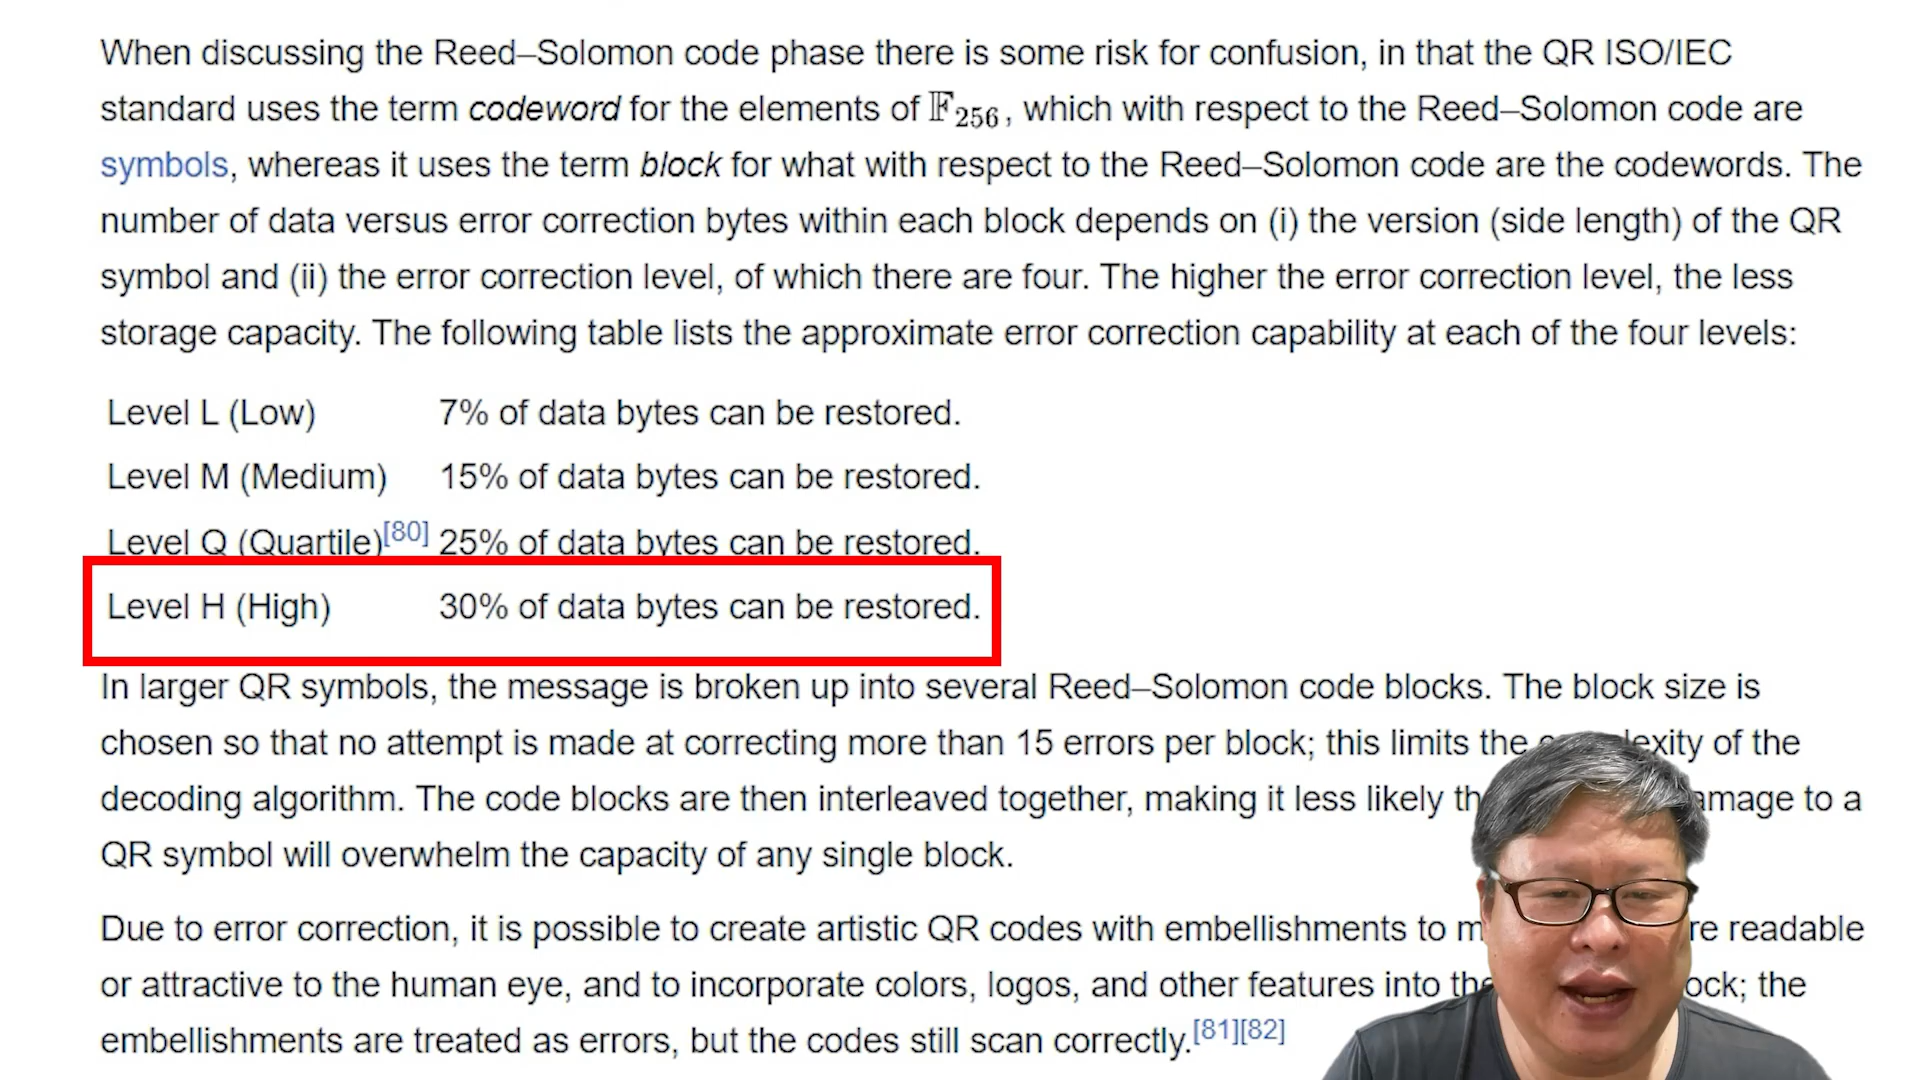 When discussing the Reed–Solomon code phase there is some risk for confusion, in that the QR ISO/IEC
standard uses the term codeword for the elements of 𝔽256, which with respect to the Reed–Solomon code are
symbols, whereas it uses the term block for what with respect to the Reed–Solomon code are the codewords. The
number of data versus error correction bytes within each block depends on (i) the version (side length) of the QR
symbol and (ii) the error correction level, of which there are four. The higher the error correction level, the less
storage capacity. The following table lists the approximate error correction capability at each of the four levels:
Level L (Low) 7% of data bytes can be restored.
Level M (Medium) 15% of data bytes can be restored.
Level Q (Quartile)[80] 25% of data bytes can be restored.
Level H (High) 30% of data bytes can be restored.
In larger QR symbols, the message is broken up into several Reed–Solomon code blocks. The block size is
chosen so that no attempt is made at correcting more than 15 errors per block; this limits the of the
decoding algorithm. The code blocks are then interleaved together, making it less likely to a
QR symbol will overwhelm the capacity of any single block.
Due to error correction, it is possible to create artistic QR codes with embellishments to readable
or attractive to the human eye, and to incorporate colors, logos, and other features into the
embellishments are treated as errors, but the codes still scan correctly.[81][82]